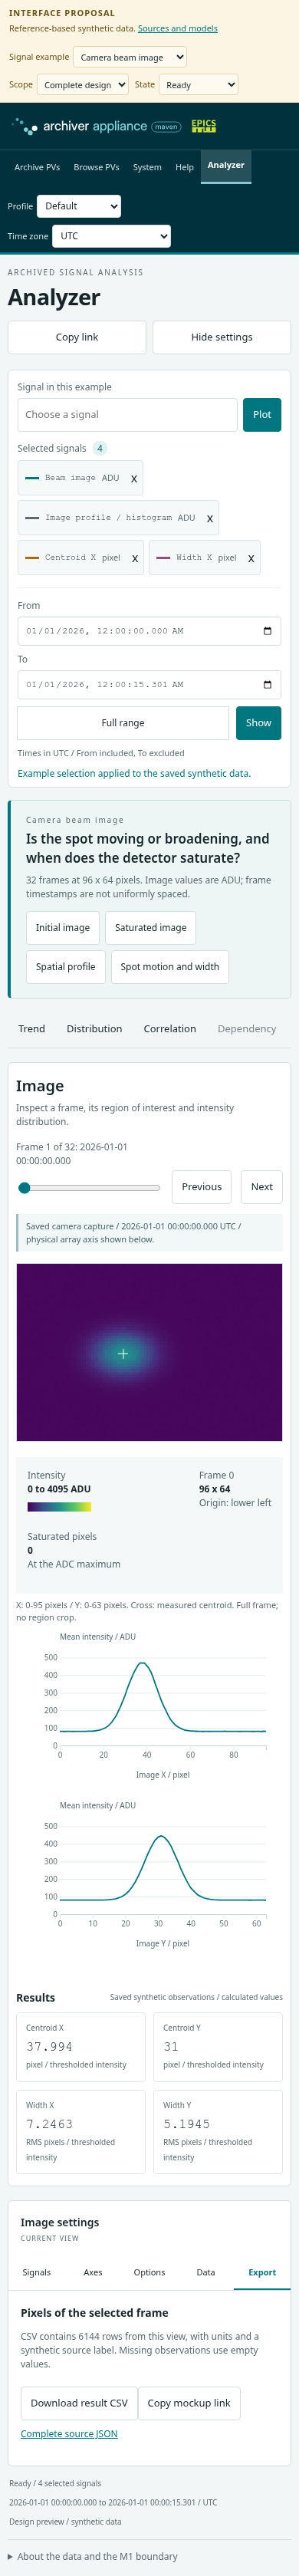 INTERFACE PROPOSAL
Reference-based synthetic data. Sources and models
Signal example Camera beam image
Scope Complete design State Ready
archiver appliance maven EPICS
Archive PVs Browse PVs System Help Analyzer
Profile Default
Time zone UTC
ARCHIVED SIGNAL ANALYSIS
Analyzer
Copy link Hide settings
Signal in this example
Choose a signal Plot
Selected signals 4
Beam image ADU x
Image profile / histogram ADU x
Centroid X pixel x Width X pixel x
From
01/01/2026, 12:00:00.000 AM
To
01/01/2026, 12:00:15.301 AM
Full range Show
Times in UTC / From included, To excluded
Example selection applied to the saved synthetic data.
Camera beam image
Is the spot moving or broadening, and
when does the detector saturate?
32 frames at 96 x 64 pixels. Image values are ADU; frame
timestamps are not uniformly spaced.
Initial image Saturated image
Spatial profile Spot motion and width
Trend Distribution Correlation Dependency
Image
Inspect a frame, its region of interest and intensity
distribution.
Frame 1 of 32: 2026-01-01
00:00:00.000
Previous Next
Saved camera capture / 2026-01-01 00:00:00.000 UTC /
physical array axis shown below.
Intensity
0 to 4095 ADU
Frame 0
96 x 64
Origin: lower left
Saturated pixels
0
At the ADC maximum
X: 0-95 pixels / Y: 0-63 pixels. Cross: measured centroid. Full frame;
no region crop.
Mean intensity / ADU
500
400
300
200
100
0
0 20 40 60 80
Image X / pixel
Mean intensity / ADU
500
400
300
200
100
0
0 10 20 30 40 50 60
Image Y / pixel
Results Saved synthetic observations / calculated values
Centroid X
37.994
pixel / thresholded intensity
Centroid Y
31
pixel / thresholded intensity
Width X
7.2463
RMS pixels / thresholded
intensity
Width Y
5.1945
RMS pixels / thresholded
intensity
Image settings
CURRENT VIEW
Signals Axes Options Data Export
Pixels of the selected frame
CSV contains 6144 rows from this view, with units and a
synthetic source label. Missing observations use empty
values.
Download result CSV Copy mockup link
Complete source JSON
Ready / 4 selected signals
2026-01-01 00:00:00.000 to 2026-01-01 00:00:15.301 / UTC
Design preview / synthetic data
About the data and the M1 boundary